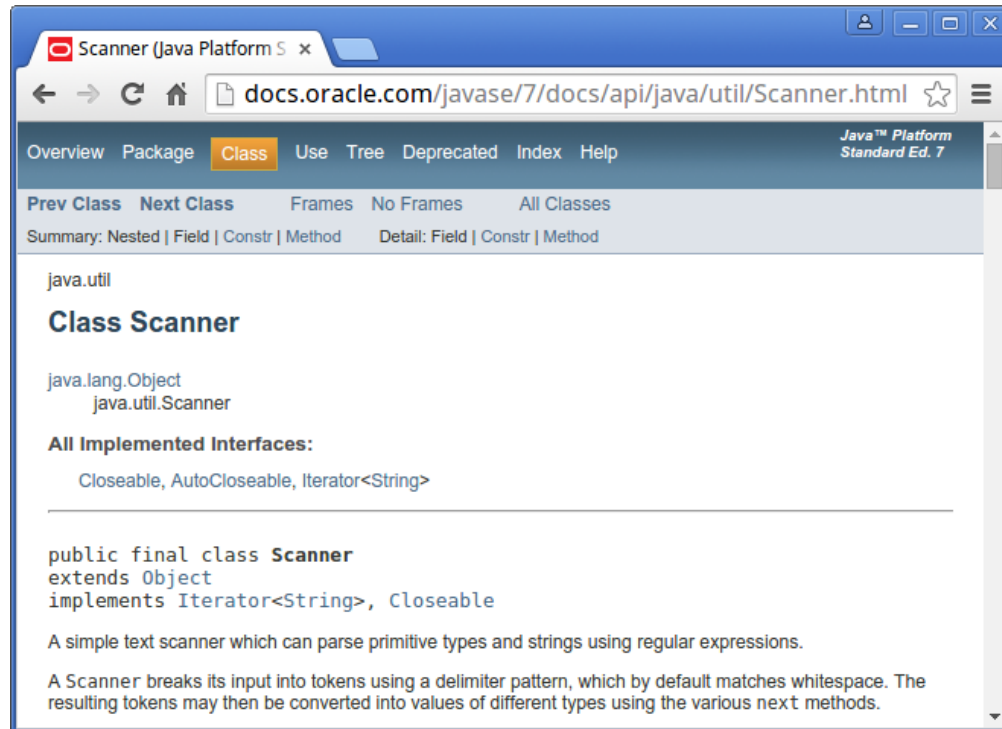 Scanner (Java Platform S
docs.oracle.com/javase/7/docs/api/java/util/Scanner.html
Overview Package Class Use Tree Deprecated Index Help
Java™ Platform
Standard Ed. 7
Prev Class Next Class Frames No Frames All Classes
Summary: Nested | Field | Constr | Method Detail: Field | Constr | Method
java.util
Class Scanner
java.lang.Object
java.util.Scanner
All Implemented Interfaces:
Closeable, AutoCloseable, Iterator<String>
public final class Scanner
extends Object
implements Iterator<String>, Closeable
A simple text scanner which can parse primitive types and strings using regular expressions.
A Scanner breaks its input into tokens using a delimiter pattern, which by default matches whitespace. The
resulting tokens may then be converted into values of different types using the various next methods.